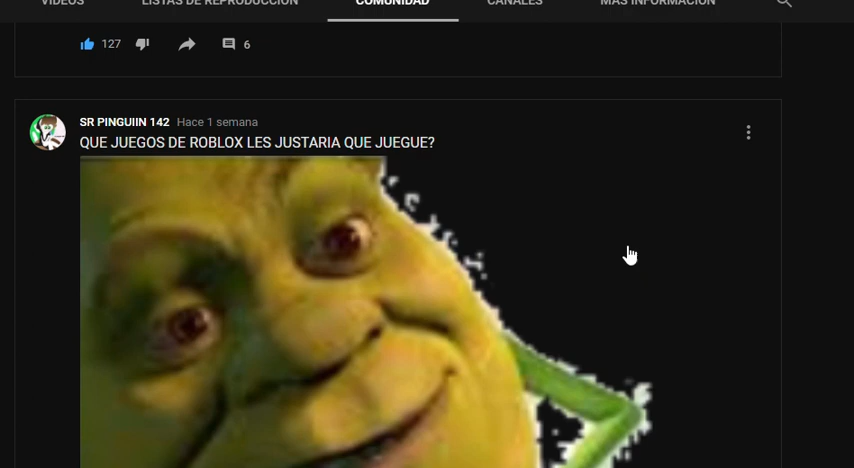 VIDEOS LISTAS DE REPRODUCCIÓN COMUNIDAD CANALES MÁS INFORMACIÓN
127 6
SR PINGUIIN 142 Hace 1 semana
QUE JUEGOS DE ROBLOX LES JUSTARIA QUE JUEGUE?